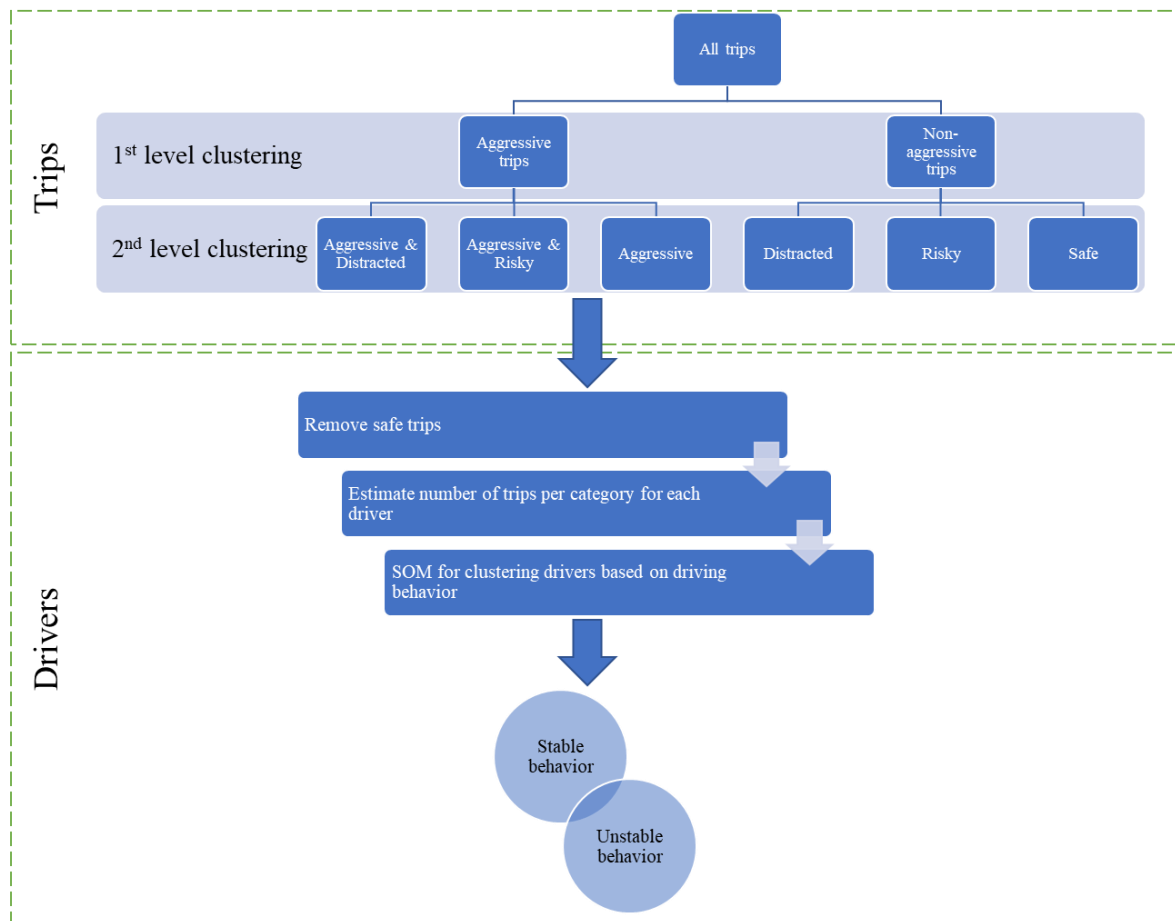 All trips
Trips
1st level clustering
Aggressive
trips
Non-
aggressive
trips
2nd level clustering
Aggressive &
Distracted
Aggressive &
Risky
Aggressive
Distracted
Risky
Safe
Drivers
Remove safe trips
Estimate number of trips per category for each
driver
SOM for clustering drivers based on driving
behavior
Stable
behavior
Unstable
behavior